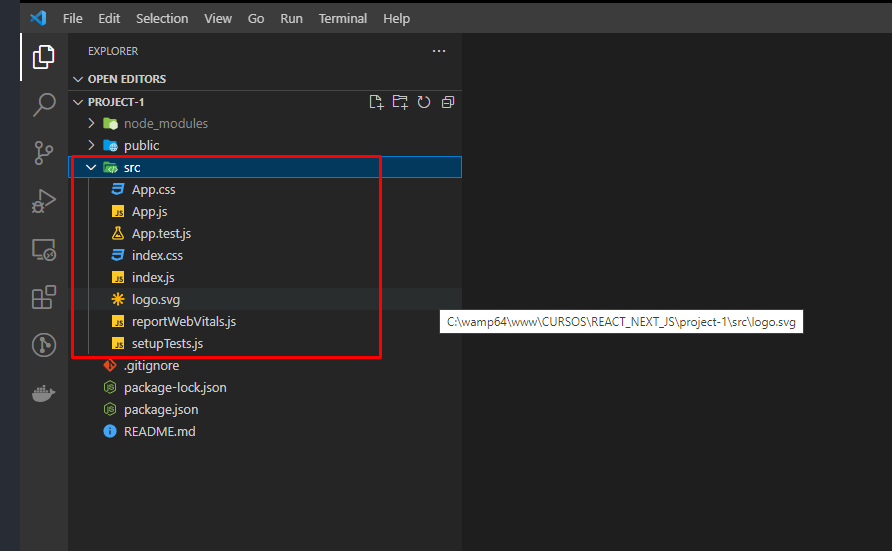 File Edit Selection View Go Run Terminal Help
EXPLORER
OPEN EDITORS
PROJECT-1
node_modules
public
src
App.css
App.js
App.test.js
index.css
index.js
logo.svg
reportWebVitals.js
C:\wamp64\www\CURSOS\REACT_NEXT_JS\project-1\src\logo.svg
setupTests.js
.gitignore
package-lock.json
package.json
README.md